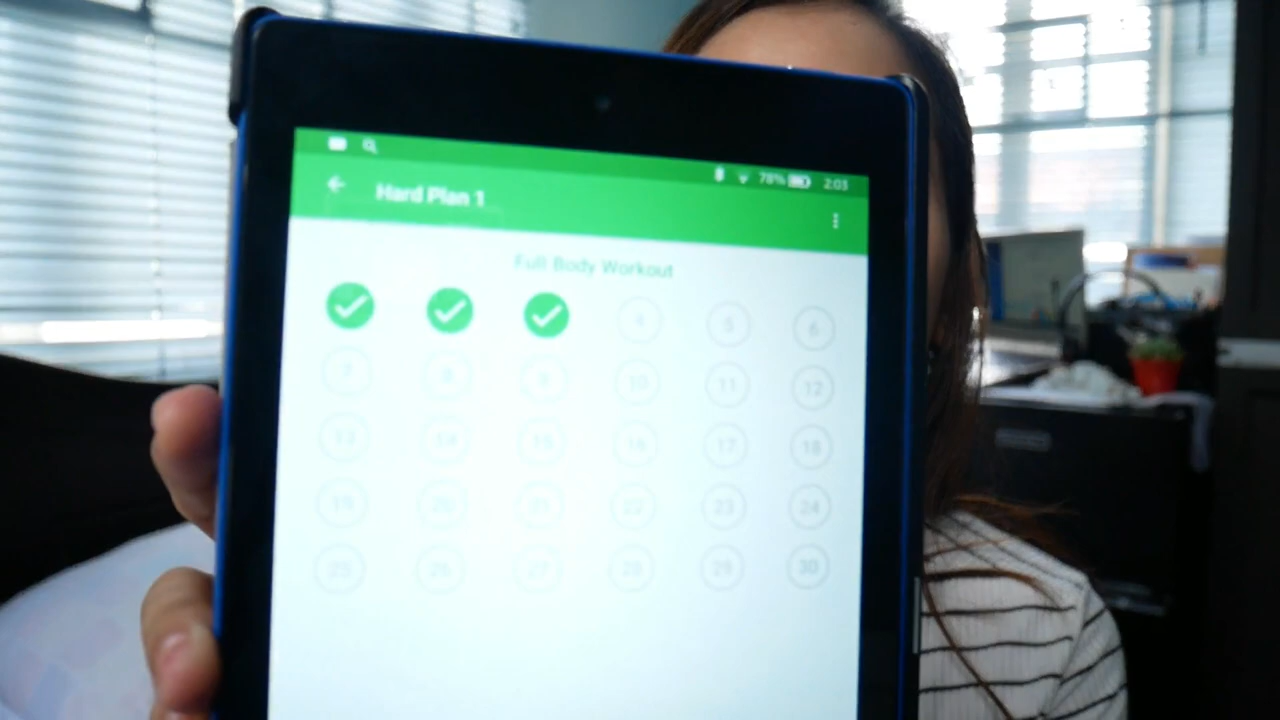 78% 2:03
Hard Plan 1
Full Body Workout
4 5 6
7 8 9 10 11 12
13 14 15 16 17 18
19 20 21 22 23 24
25 26 27 28 29 30